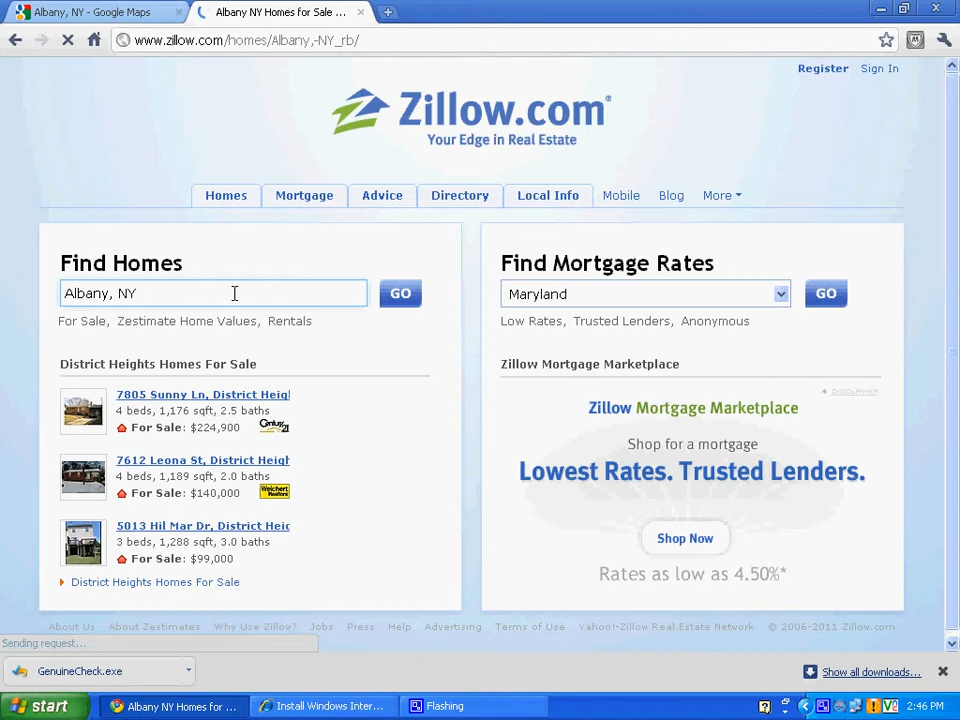 Albany, NY - Google Maps
Albany NY Homes for Sale ...
www.zillow.com/homes/Albany,-NY_rb/
Register Sign In
Zillow.com®
Your Edge in Real Estate
Homes Mortgage Advice Directory Local Info Mobile Blog More
Find Homes
Albany, NY GO
For Sale, Zestimate Home Values, Rentals
District Heights Homes For Sale
7805 Sunny Ln, District Heigl
4 beds, 1,176 sqft, 2.5 baths
For Sale: $224,900
Century 21
7612 Leona St, District Heigh
4 beds, 1,189 sqft, 2.0 baths
For Sale: $140,000
Weichert Realtors
5013 Hil Mar Dr, District Heig
3 beds, 1,288 sqft, 3.0 baths
For Sale: $99,000
District Heights Homes For Sale
Find Mortgage Rates
Maryland GO
Low Rates, Trusted Lenders, Anonymous
Zillow Mortgage Marketplace
* DISCLAIMER
Zillow Mortgage Marketplace
Shop for a mortgage
Lowest Rates. Trusted Lenders.
Shop Now
Rates as low as 4.50%*
About Us About Zestimates Why Use Zillow? Jobs Press Help Advertising Terms of Use Yahoo!-Zillow Real Estate Network © 2006-2011 Zillow.com
Sending request...
GenuineCheck.exe
Show all downloads...
start
Albany NY Homes for ...
Install Windows Inter...
Flashing
2:46 PM